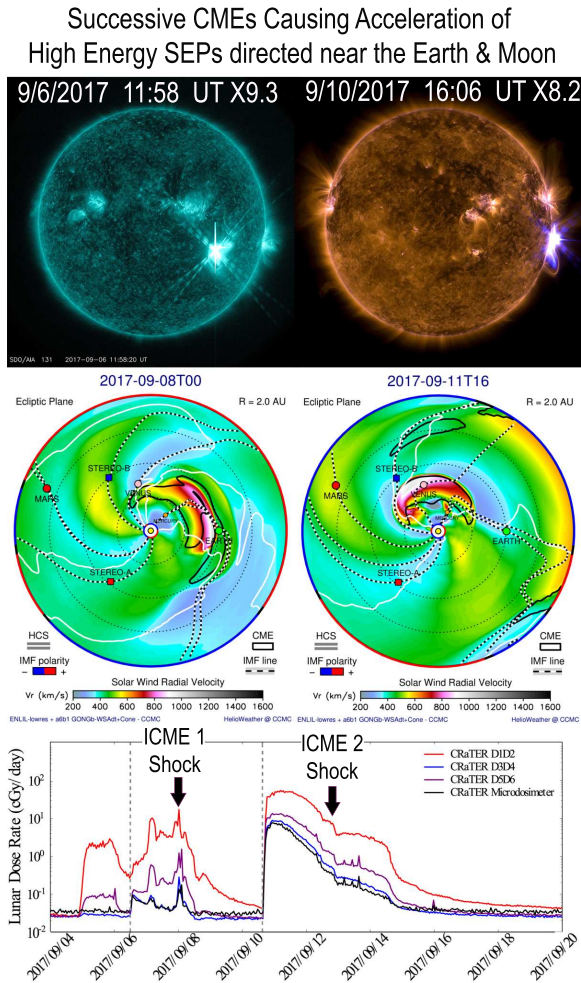 Successive CMEs Causing Acceleration of
High Energy SEPs directed near the Earth & Moon
9/6/2017 11:58 UT X9.3
9/10/2017 16:06 UT X8.2
SDO/AIA 131 2017-09-06 11:58:20 UT
2017-09-08T00
Ecliptic Plane
R = 2.0 AU
STEREO-B
MARS
VENUS
MERCURY
EARTH
STEREO-A
HCS
IMF polarity
- +
CME
IMF line
Solar Wind Radial Velocity
Vr (km/s)
200 400 600 800 1000 1200 1400 1600
ENLIL-lowres + a6b1 GONGb-WSAdt+Cone - CCMC
HelioWeather @ CCMC
2017-09-11T16
Ecliptic Plane
R = 2.0 AU
STEREO-B
MARS
VENUS
MERCURY
EARTH
STEREO-A
HCS
IMF polarity
- +
CME
IMF line
Solar Wind Radial Velocity
Vr (km/s)
200 400 600 800 1000 1200 1400 1600
ENLIL-lowres + a6b1 GONGb-WSAdt+Cone - CCMC
HelioWeather @ CCMC
ICME 1
Shock
ICME 2
Shock
CRaTER D1D2
CRaTER D3D4
CRaTER D5D6
CRaTER Microdosimeter
Lunar Dose Rate (cGy/day)
10²
10¹
10⁰
10⁻¹
10⁻²
2017/09/04
2017/09/06
2017/09/08
2017/09/10
2017/09/12
2017/09/14
2017/09/16
2017/09/18
2017/09/20